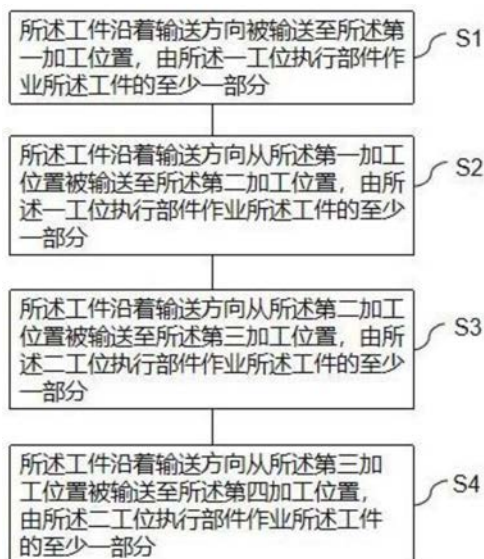 所述工件沿着输送方向被输送至所述第
一加工位置，由所述一工位执行部件作
业所述工件的至少一部分
S1
所述工件沿着输送方向从所述第一加工
位置被输送至所述第二加工位置，由所
述一工位执行部件作业所述工件的至少
一部分
S2
所述工件沿着输送方向从所述第二加工
位置被输送至所述第三加工位置，由所
述二工位执行部件作业所述工件的至少
一部分
S3
所述工件沿着输送方向从所述第三加
工位置被输送至所述第四加工位置，
由所述二工位执行部件作业所述工件
的至少一部分
S4